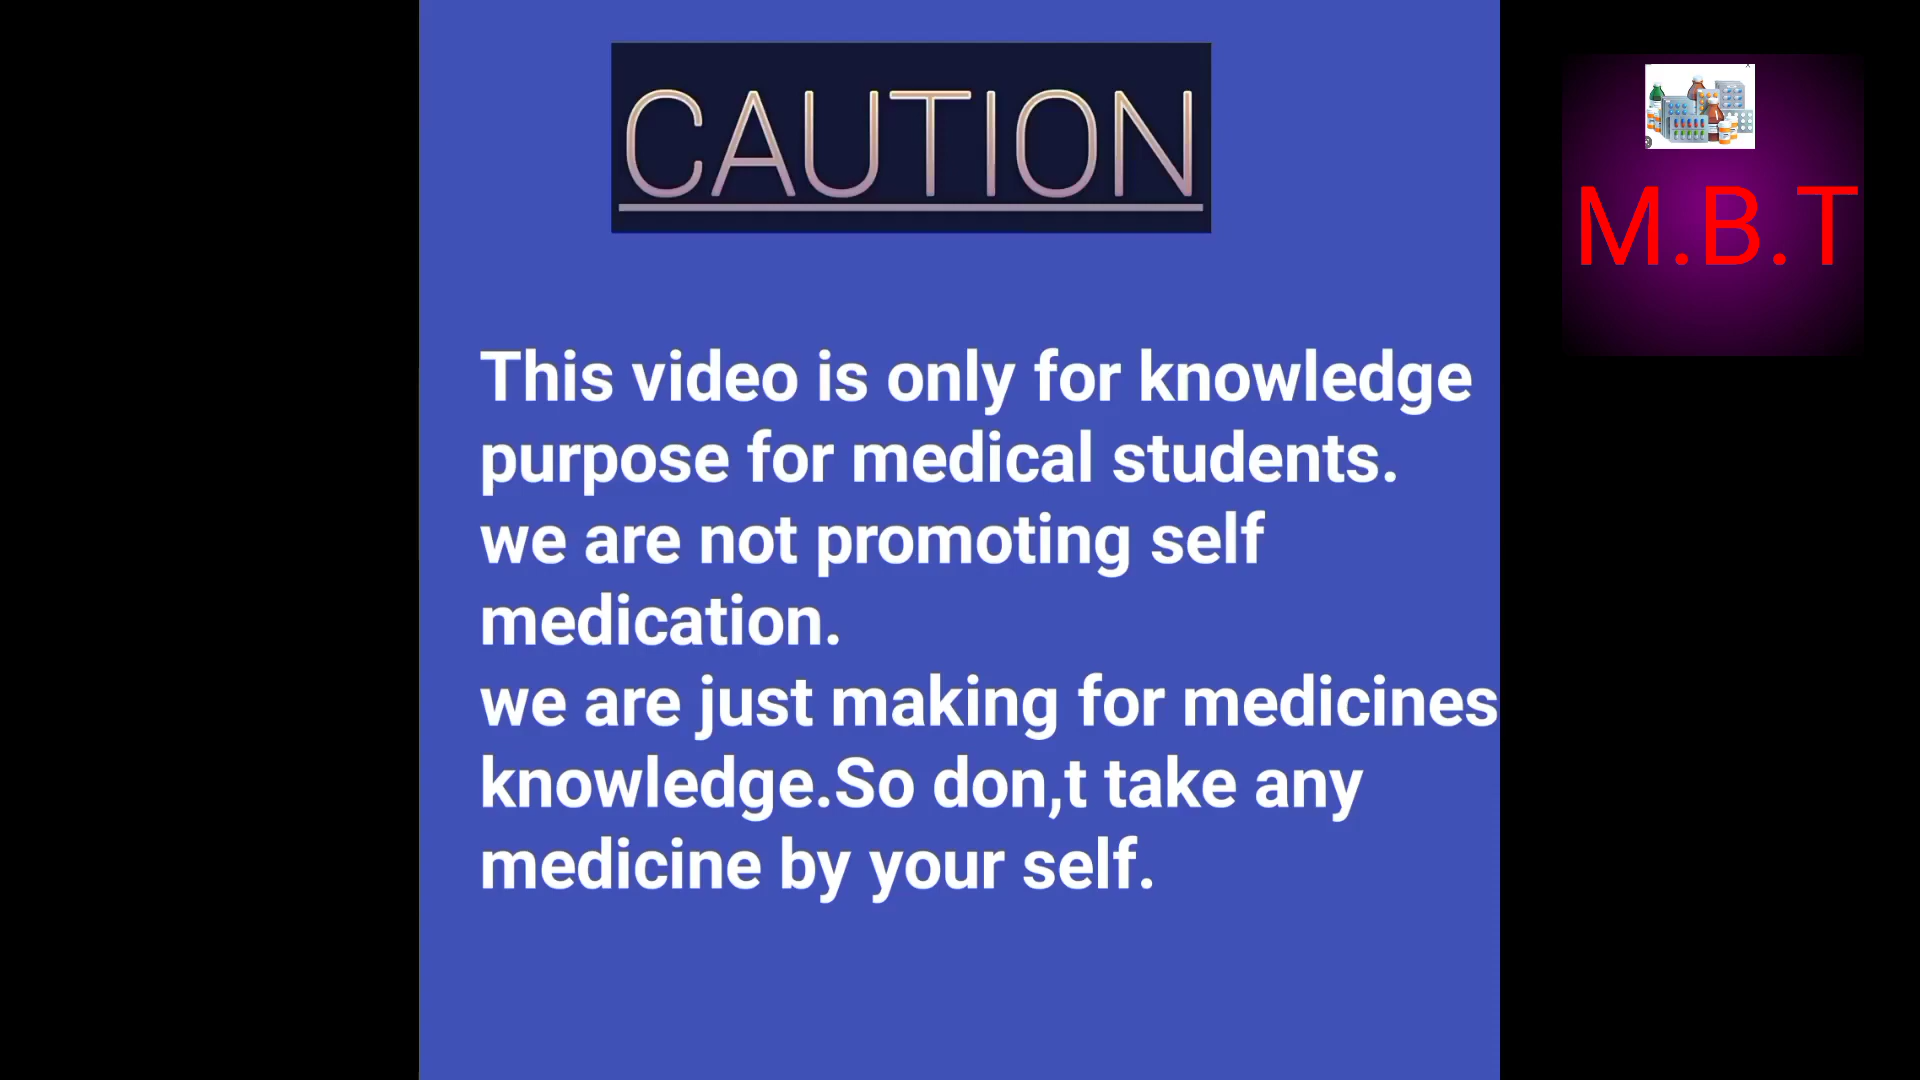 CAUTION
M.B.T
This video is only for knowledge
purpose for medical students.
we are not promoting self
medication.
we are just making for medicines
knowledge.So don,t take any
medicine by your self.